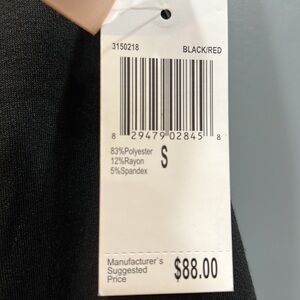 3150218 BLACK/RED
8 29479 02845 8
83%Polyester
12%Rayon
5%Spandex
S
Manufacturer's
Suggested
Price
$88.00